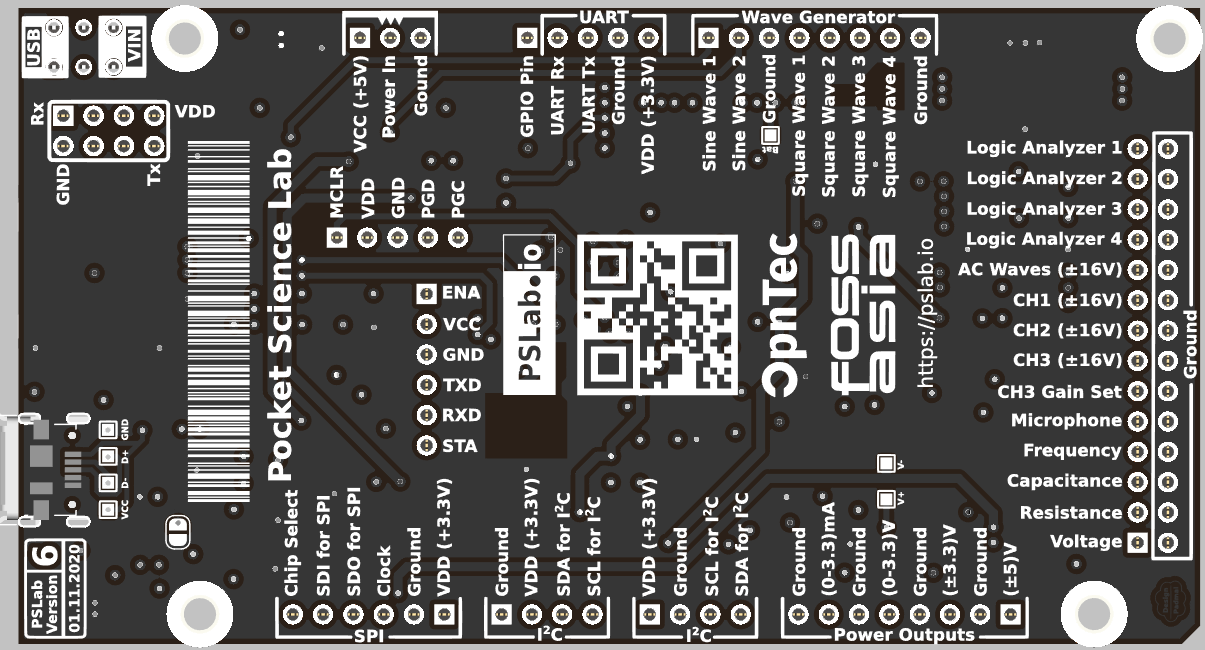 USB
VIN
Rx
VDD
GND
Tx
VCC (+5V)
Power In
Gound
UART
GPIO Pin
UART Rx
UART Tx
Ground
VDD (+3.3V)
Wave Generator
Sine Wave 1
Sine Wave 2
Ground
Square Wave 1
Square Wave 2
Square Wave 3
Square Wave 4
Ground
MCLR
VDD
GND
PGD
PGC
Pocket Science Lab
ENA
VCC
GND
TXD
RXD
STA
PSLab.io
OpnTec
FOSS
ASIA
https://pslab.io
Logic Analyzer 1
Logic Analyzer 2
Logic Analyzer 3
Logic Analyzer 4
AC Waves (±16V)
CH1 (±16V)
CH2 (±16V)
CH3 (±16V)
CH3 Gain Set
Microphone
Frequency
Capacitance
Resistance
Voltage
Ground
GND
D+
D-
VCC
V-
V+
PSLab
Version
6
01.11.2020
Chip Select
SDI for SPI
SDO for SPI
Clock
Ground
VDD (+3.3V)
SPI
Ground
VDD (+3.3V)
SDA for I²C
SCL for I²C
I²C
VDD (+3.3V)
Ground
SCL for I²C
SDA for I²C
I²C
Ground
(0-3.3)mA
Ground
(0-3.3)A
Ground
(±3.3)V
Ground
(±5)V
Power Outputs